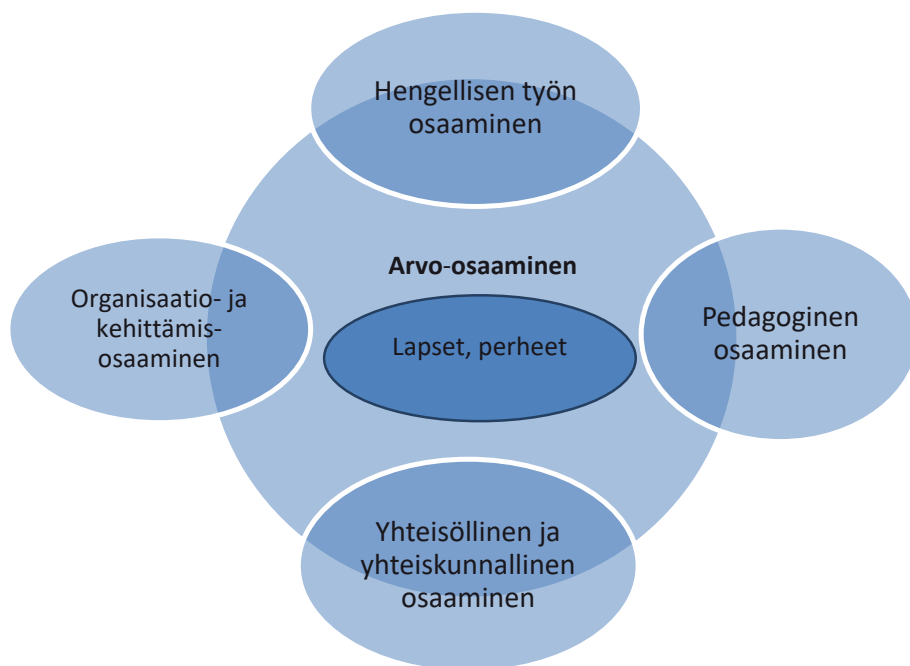 Hengellisen työn
osaaminen
Arvo-osaaminen
Organisaatio- ja
kehittämis-
osaaminen
Lapset, perheet
Pedagoginen
osaaminen
Yhteisöllinen ja
yhteiskunnallinen
osaaminen